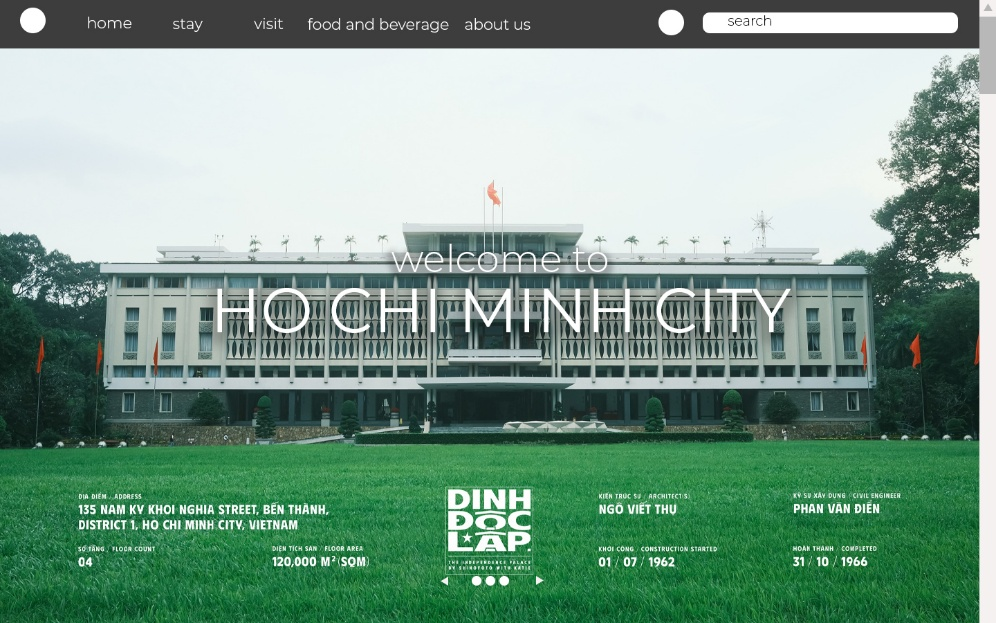 home
stay
visit
food and beverage
about us
search
welcome to
HO CHI MINH CITY
ĐỊA ĐIỂM / ADDRESS
135 NAM KỲ KHOI NGHIA STREET, BẾN THÀNH,
DISTRICT 1, HO CHI MINH CITY, VIETNAM
SỐ TẦNG / FLOOR COUNT
04
DIỆN TÍCH SÀN / FLOOR AREA
120,000 M² (SQM)
DINH
ĐỘC
LẬP.
THE INDEPENDENCE PALACE
KIẾN TRÚC SƯ / ARCHITECTS
NGÔ VIẾT THỤ
KỸ SƯ XÂY DỰNG / CIVIL ENGINEER
PHAN VĂN ĐIỂN
KHỞI CÔNG / CONSTRUCTION STARTED
01 / 07 / 1962
HOÀN THÀNH / COMPLETED
31 / 10 / 1966